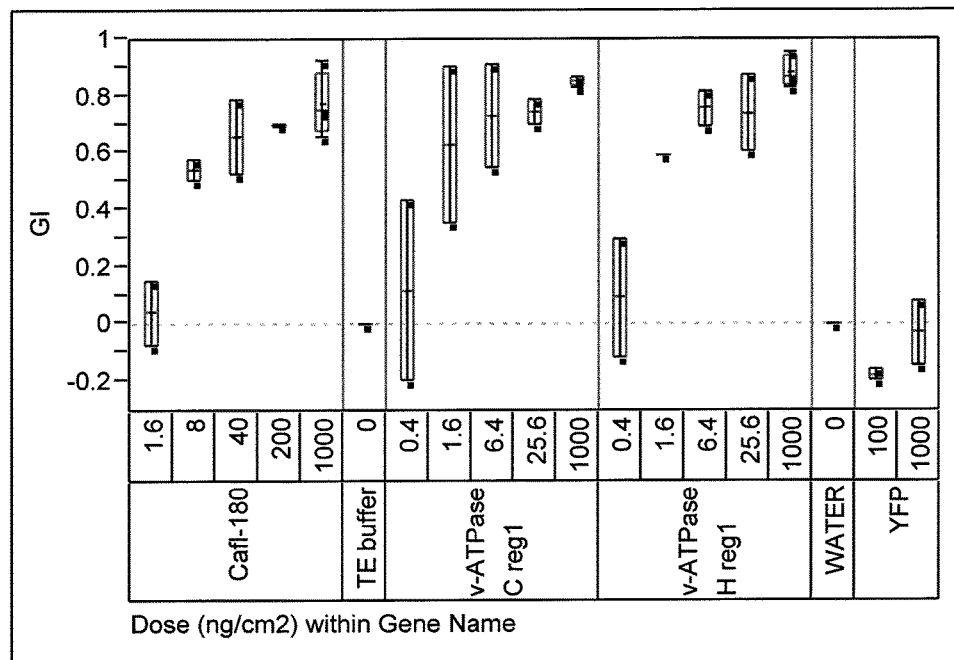 1
0.8
0.6
0.4
0.2
0
-0.2
GI
1.6 8 40 200 1000 0 0.4 1.6 6.4 25.6 1000 0.4 1.6 6.4 25.6 1000 0 100 1000
Cafl-180
TE buffer
v-ATPase
C reg1
v-ATPase
H reg1
WATER
YFP
Dose (ng/cm2) within Gene Name